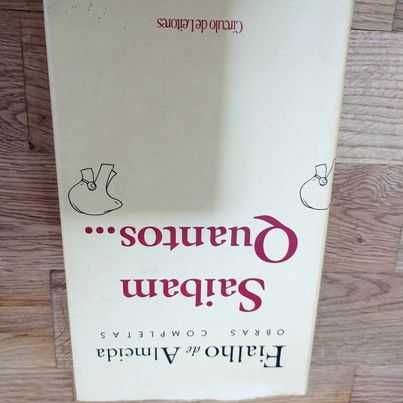 Fialho de Almeida
OBRAS COMPLETAS
Saibam
Quantos...
Círculo de Leitores